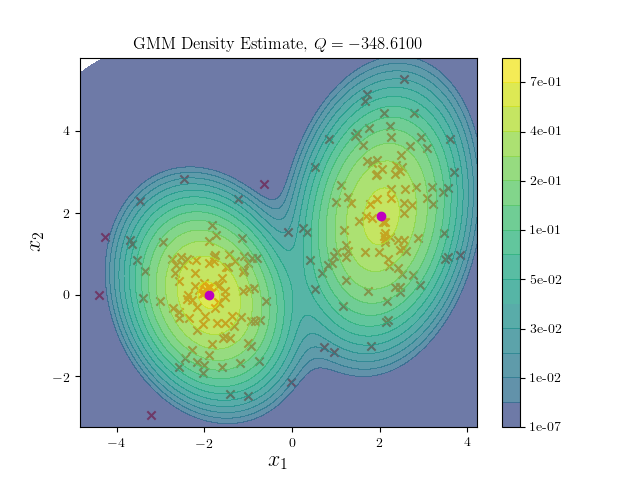 GMM Density Estimate, Q = −348.6100
x₂
4
2
0
−2
−4
−2
0
2
4
x₁
7e-01
4e-01
2e-01
1e-01
5e-02
3e-02
1e-02
1e-07